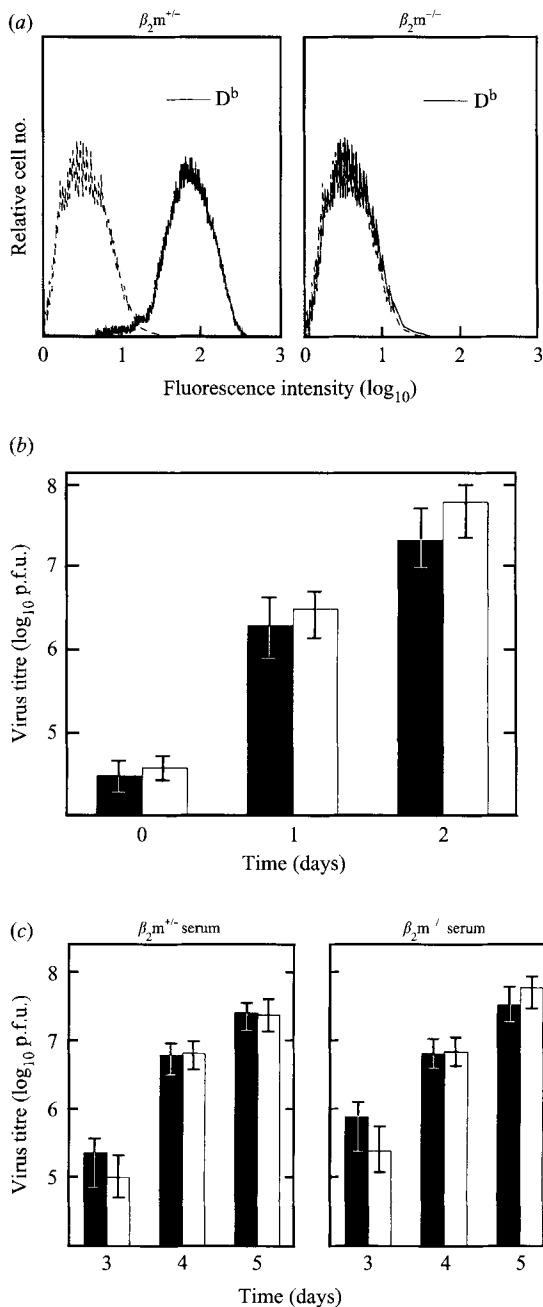 (a)
β₂m⁺/⁻
β₂m⁻/⁻
Dᵇ
Dᵇ
Relative cell no.
0 1 2 3
0 1 2 3
Fluorescence intensity (log₁₀)
(b)
8
7
6
5
Virus titre (log₁₀ p.f.u.)
0 1 2
Time (days)
(c)
β₂m⁺/⁻ serum
β₂m⁻/ serum
8
7
6
5
Virus titre (log₁₀ p.f.u.)
3 4 5
3 4 5
Time (days)